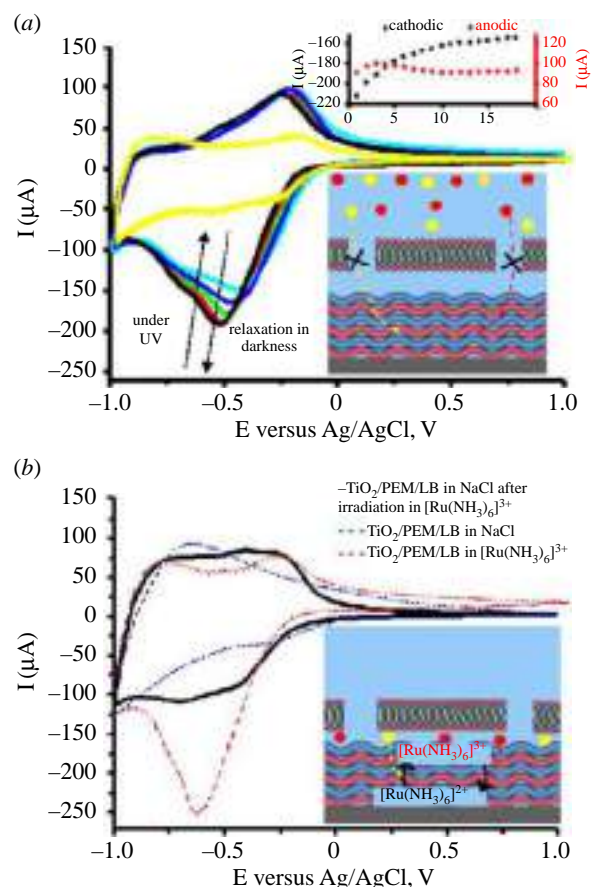 (a)
cathodic anodic
−160
−180
−200
−220
I (μA)
120
100
80
60
I (μA)
5 10 15
150
100
50
0
−50
−100
−150
−200
−250
I (μA)
under
UV
relaxation in
darkness
−1.0 −0.5 0 0.5 1.0
E versus Ag/AgCl, V
(b)
–TiO₂/PEM/LB in NaCl after
irradiation in [Ru(NH₃)₆]³⁺
TiO₂/PEM/LB in NaCl
TiO₂/PEM/LB in [Ru(NH₃)₆]³⁺
150
100
50
0
−50
−100
−150
−200
−250
I (μA)
[Ru(NH₃)₆]³⁺
[Ru(NH₃)₆]²⁺
−1.0 −0.5 0 0.5 1.0
E versus Ag/AgCl, V